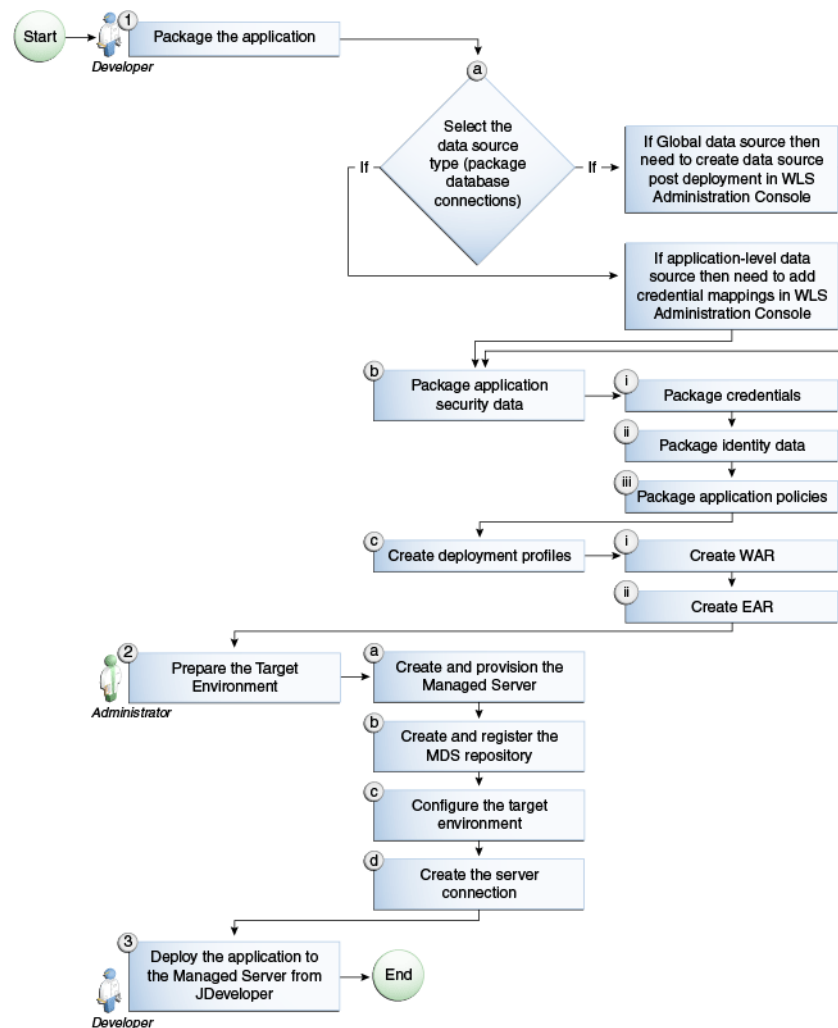 Start
1
Package the application
Developer
a
Select the
data source
type (package
database
connections)
If
If
If Global data source then
need to create data source
post deployment in WLS
Administration Console
If application-level data
source then need to add
credential mappings in WLS
Administration Console
b
Package application
security data
i
Package credentials
ii
Package identity data
iii
Package application policies
c
Create deployment profiles
i
Create WAR
ii
Create EAR
2
Prepare the Target
Environment
Administrator
a
Create and provision the
Managed Server
b
Create and register the
MDS repository
c
Configure the target
environment
d
Create the server
connection
3
Deploy the application to
the Managed Server from
JDeveloper
Developer
End